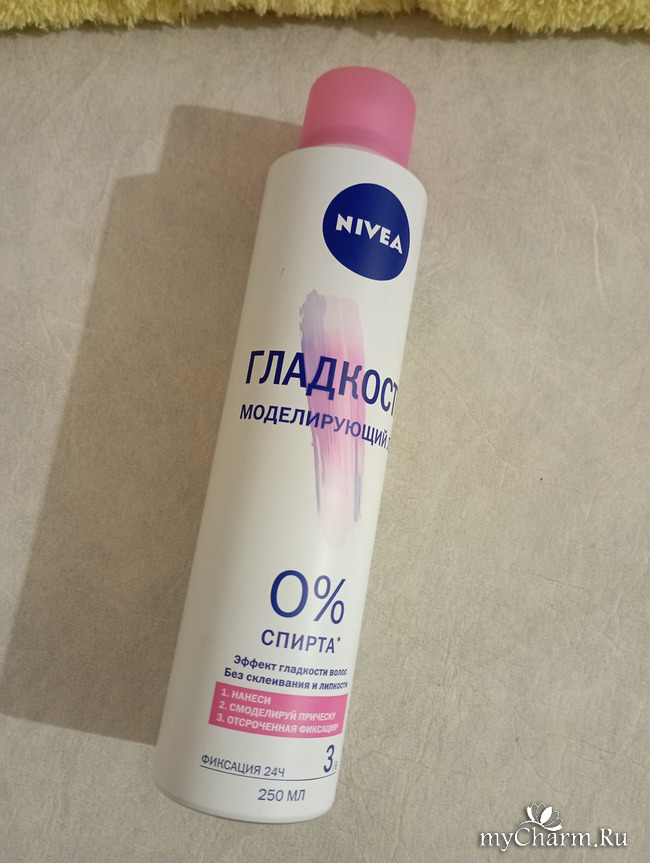 NIVEA
ГЛАДКОСТ
МОДЕЛИРУЮЩИЙ
0%
СПИРТА*
Эффект гладкости волос
Без склеивания и липкости
1. НАНЕСИ
2. СМОДЕЛИРУЙ ПРИЧЕСКУ
3. ОТСРОЧЕННАЯ ФИКСАЦИЯ*
ФИКСАЦИЯ 24Ч 3
250 МЛ
myCharm.Ru